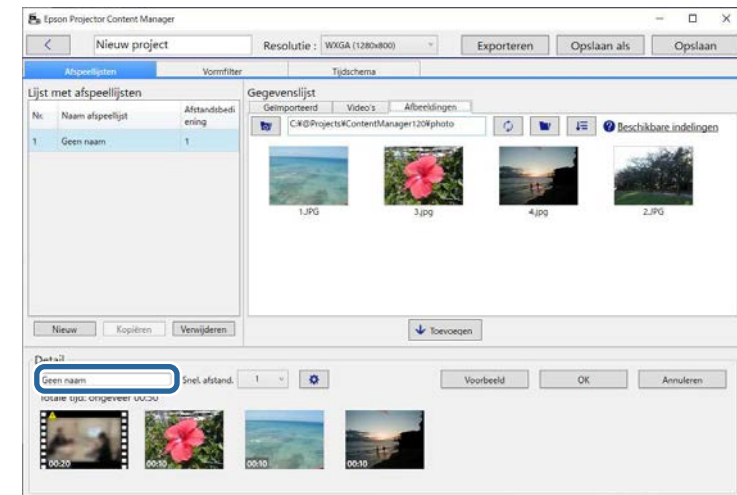 Epson Projector Content Manager
Nieuw project
Resolutie :
WXGA (1280x800)
Exporteren
Opslaan als
Opslaan
Afspeellijsten
Vormfilter
Tijdschema
Lijst met afspeellijsten
Nr.
Naam afspeellijst
Afstandsbedi
ening
1
Geen naam
1
Nieuw
Kopiëren
Verwijderen
Gegevenslijst
Geïmporteerd
Video's
Afbeeldingen
C:¥@Projects¥ContentManager120¥photo
Beschikbare indelingen
1.JPG
3.jpg
4.jpg
2.JPG
Toevoegen
Detail
Geen naam
Snel. afstand.
1
Voorbeeld
OK
Annuleren
Totale tijd: ongeveer 00:50
00:20
00:10
00:10
00:10